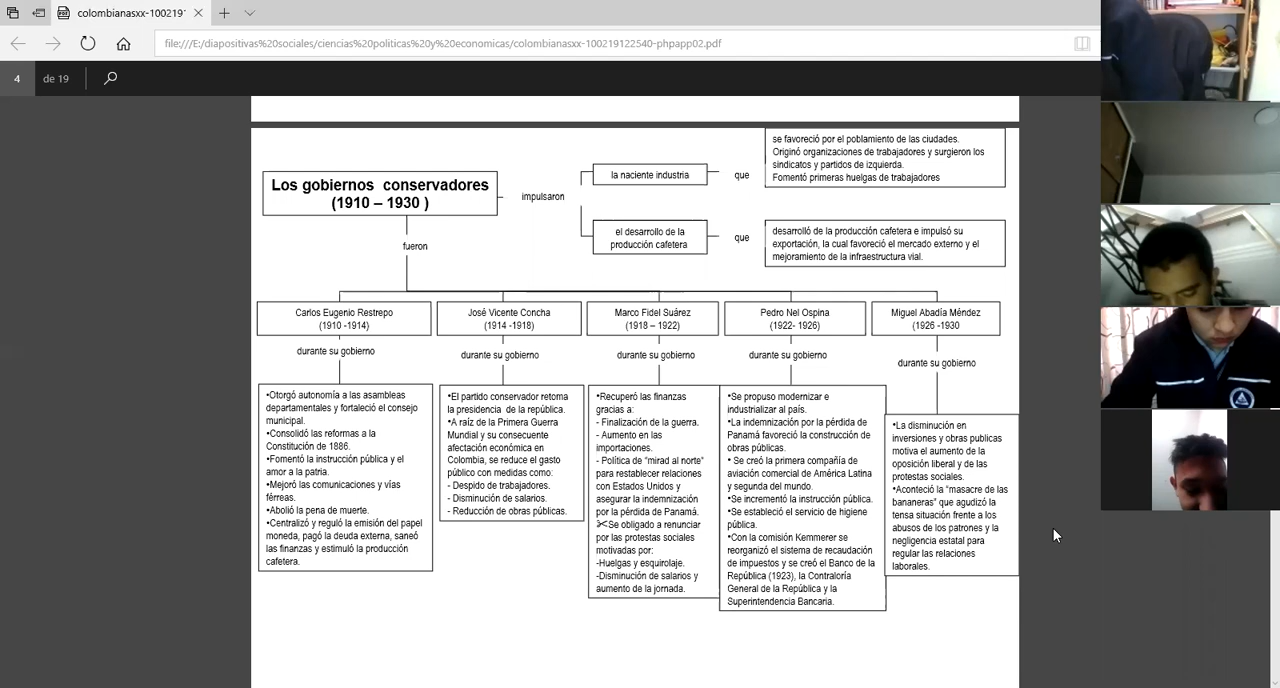 colombianasxx-100219
file:///E:/diapositivas%20sociales/ciencias%20politicas%20y%20economicas/colombianasxx-100219122540-phpapp02.pdf
4 de 19
Los gobiernos conservadores
(1910 – 1930 )
impulsaron
la naciente industria
que
se favoreció por el poblamiento de las ciudades.
Originó organizaciones de trabajadores y surgieron los
sindicatos y partidos de izquierda.
Fomentó primeras huelgas de trabajadores
el desarrollo de la
producción cafetera
que
desarrolló de la producción cafetera e impulsó su
exportación, la cual favoreció el mercado externo y el
mejoramiento de la infraestructura vial.
fueron
Carlos Eugenio Restrepo
(1910 -1914)
durante su gobierno
•Otorgó autonomía a las asambleas
departamentales y fortaleció el consejo
municipal.
•Consolidó las reformas a la
Constitución de 1886.
•Fomentó la instrucción pública y el
amor a la patria.
•Mejoró las comunicaciones y vías
férreas.
•Abolió la pena de muerte.
•Centralizó y reguló la emisión del papel
moneda, pagó la deuda externa, saneó
las finanzas y estimuló la producción
cafetera.
José Vicente Concha
(1914 -1918)
durante su gobierno
•El partido conservador retoma
la presidencia de la república.
•A raíz de la Primera Guerra
Mundial y su consecuente
afectación económica en
Colombia, se reduce el gasto
público con medidas como:
- Despido de trabajadores.
- Disminución de salarios.
- Reducción de obras públicas.
Marco Fidel Suárez
(1918 – 1922)
durante su gobierno
•Recuperó las finanzas
gracias a:
- Finalización de la guerra.
- Aumento en las
importaciones.
- Política de “mirad al norte”
para restablecer relaciones
con Estados Unidos y
asegurar la indemnización
por la pérdida de Panamá.
✂Se obligado a renunciar
por las protestas sociales
motivadas por:
-Huelgas y esquirolaje.
-Disminución de salarios y
aumento de la jornada.
Pedro Nel Ospina
(1922- 1926)
durante su gobierno
•Se propuso modernizar e
industrializar al país.
•La indemnización por la pérdida de
Panamá favoreció la construcción de
obras públicas.
• Se creó la primera compañía de
aviación comercial de América Latina
y segunda del mundo.
•Se incrementó la instrucción pública.
•Se estableció el servicio de higiene
pública.
•Con la comisión Kemmerer se
reorganizó el sistema de recaudación
de impuestos y se creó el Banco de la
República (1923), la Contraloría
General de la República y la
Superintendencia Bancaria.
Miguel Abadía Méndez
(1926 -1930
durante su gobierno
•La disminución en
inversiones y obras publicas
motiva el aumento de la
oposición liberal y de las
protestas sociales.
•Aconteció la “masacre de las
bananeras” que agudizó la
tensa situación frente a los
abusos de los patrones y la
negligencia estatal para
regular las relaciones
laborales.